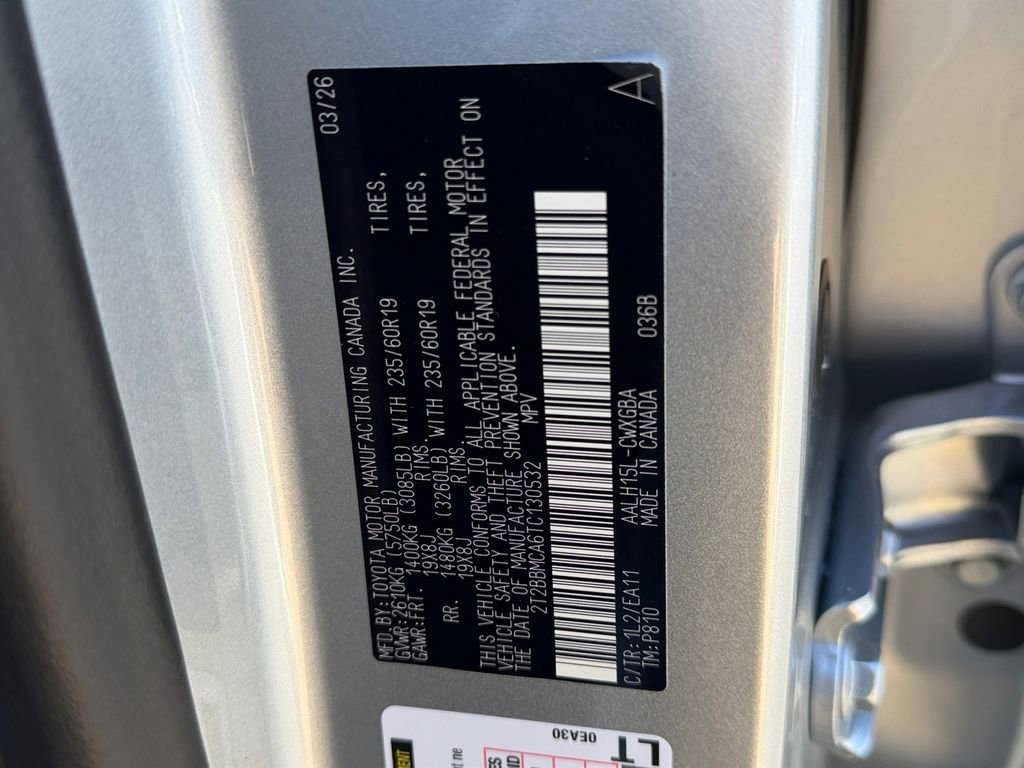 MFD. BY:TOYOTA MOTOR MANUFACTURING CANADA INC. 03/26
GVWR:2610KG (5750LB)
GAWR:FRT. 1400KG (3085LB) WITH 235/60R19 TIRES,
19X8J RIMS.
RR. 1480KG (3260LB) WITH 235/60R19 TIRES,
19X8J RIMS.
THIS VEHICLE CONFORMS TO ALL APPLICABLE FEDERAL MOTOR
VEHICLE SAFETY AND THEFT PREVENTION STANDARDS IN EFFECT ON
THE DATE OF MANUFACTURE SHOWN ABOVE.
2T2BBMCA6TC130532 MPV
A
C/TR:1L2/EA11 AALH15L-CWXGBA 036B
TM:P810 MADE IN CANADA
0EA30